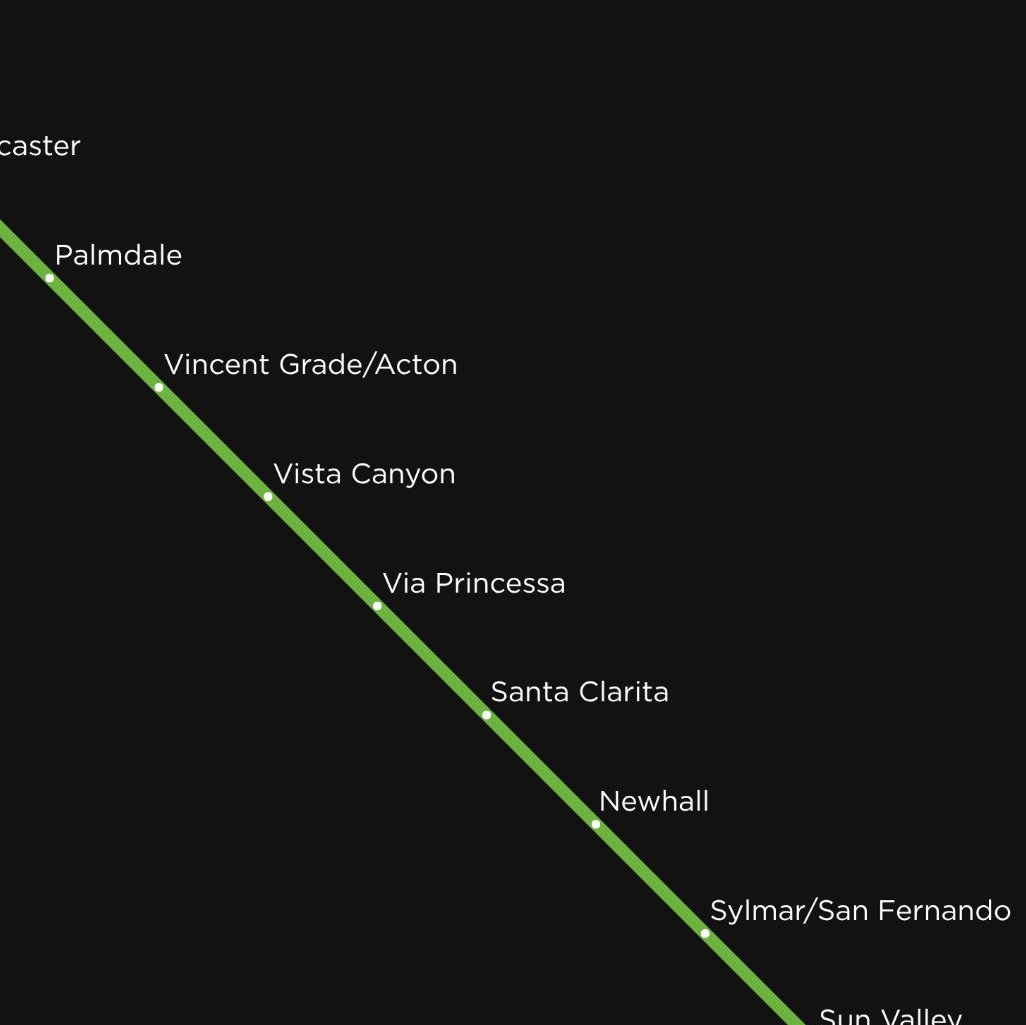 caster
Palmdale
Vincent Grade/Acton
Vista Canyon
Via Princessa
Santa Clarita
Newhall
Sylmar/San Fernando
Sun Valley